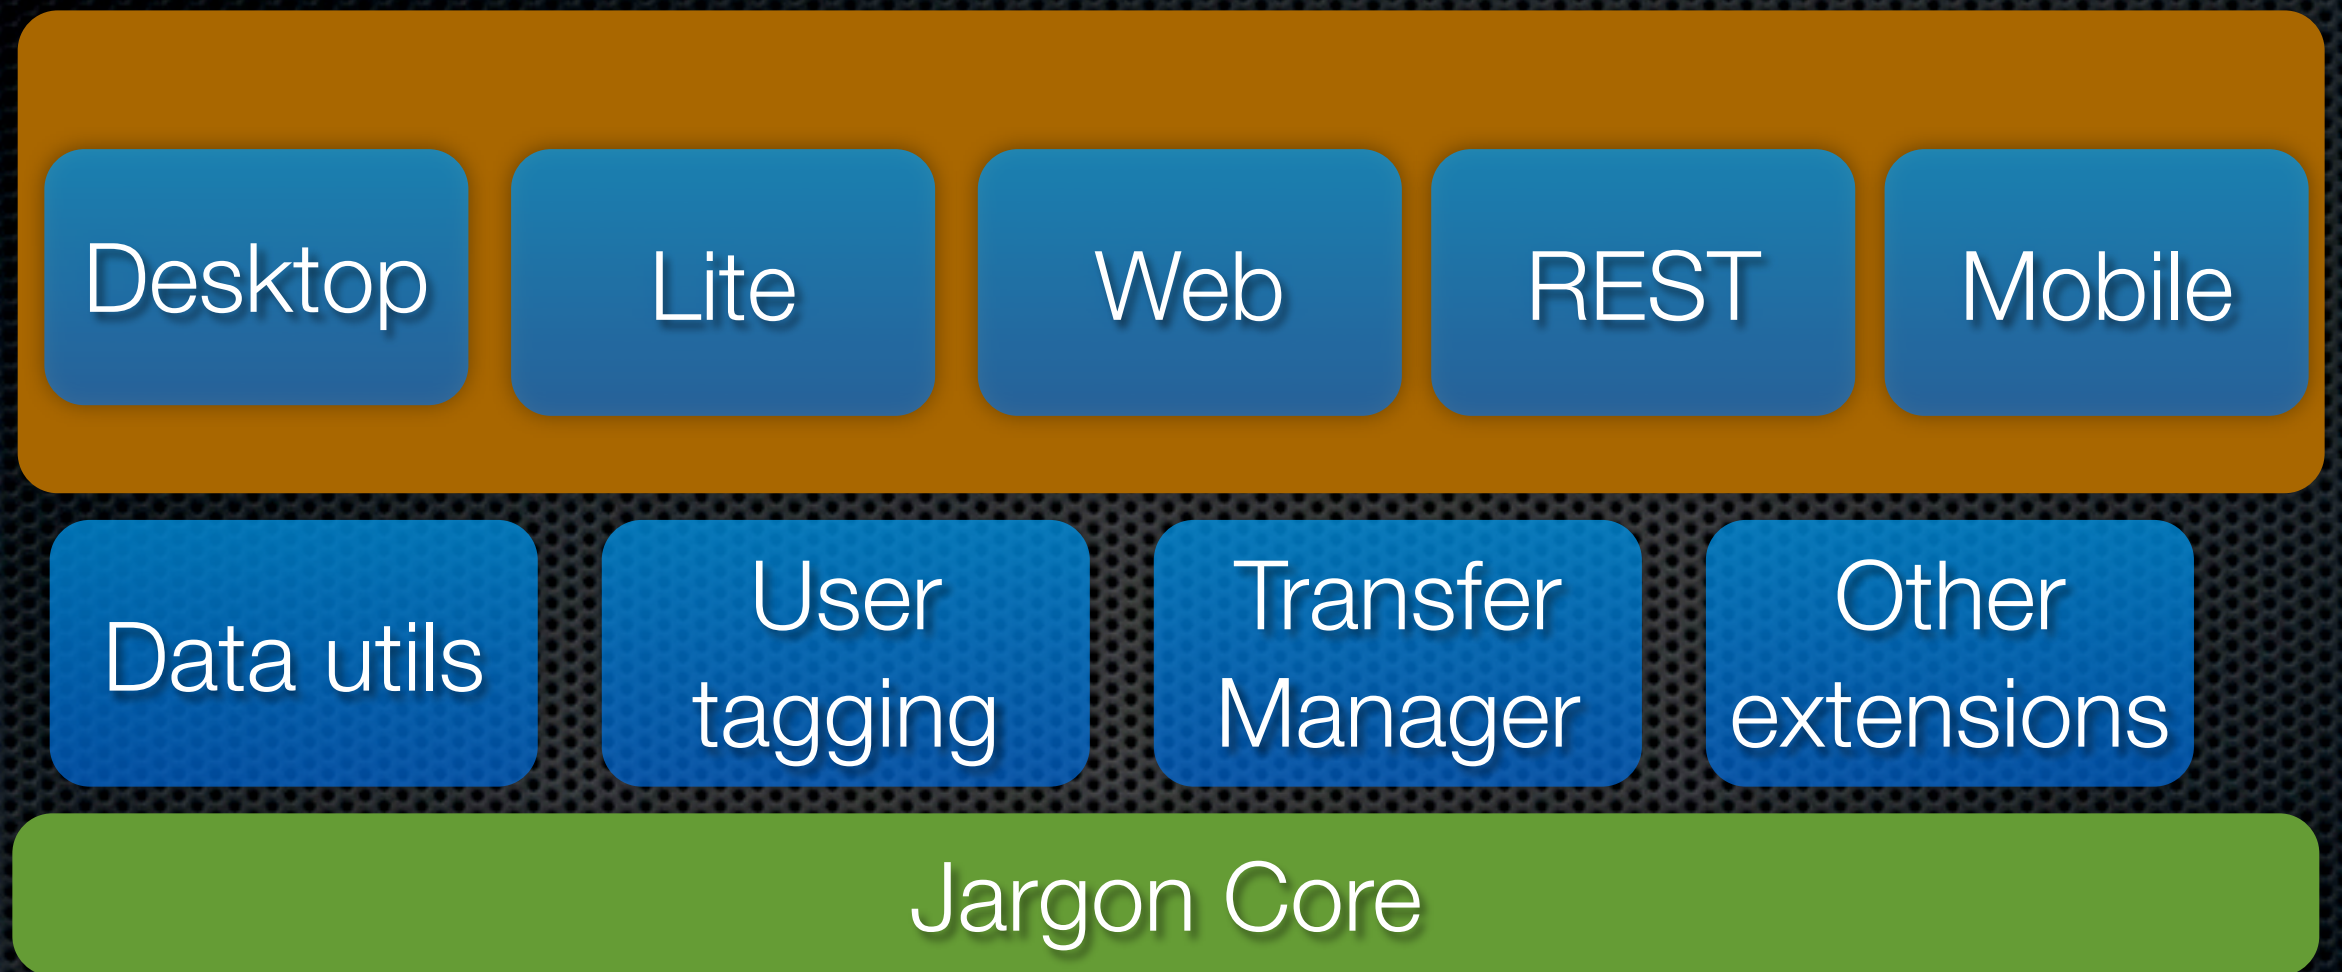 Desktop
Lite
Web
REST
Mobile
Data utils
User
tagging
Transfer
Manager
Other
extensions
Jargon Core